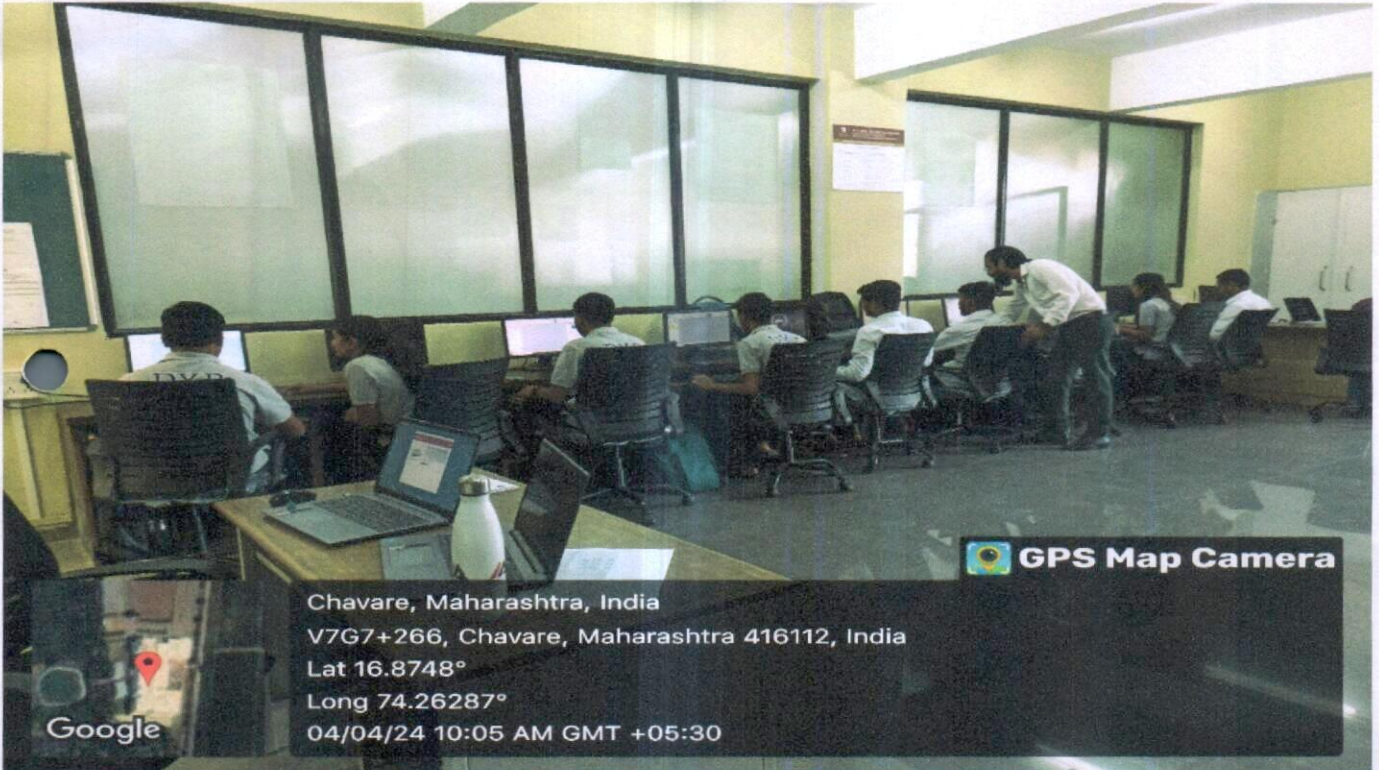 DYP
GPS Map Camera
Chavare, Maharashtra, India
V7G7+266, Chavare, Maharashtra 416112, India
Lat 16.8748°
Long 74.26287°
04/04/24 10:05 AM GMT +05:30
Google